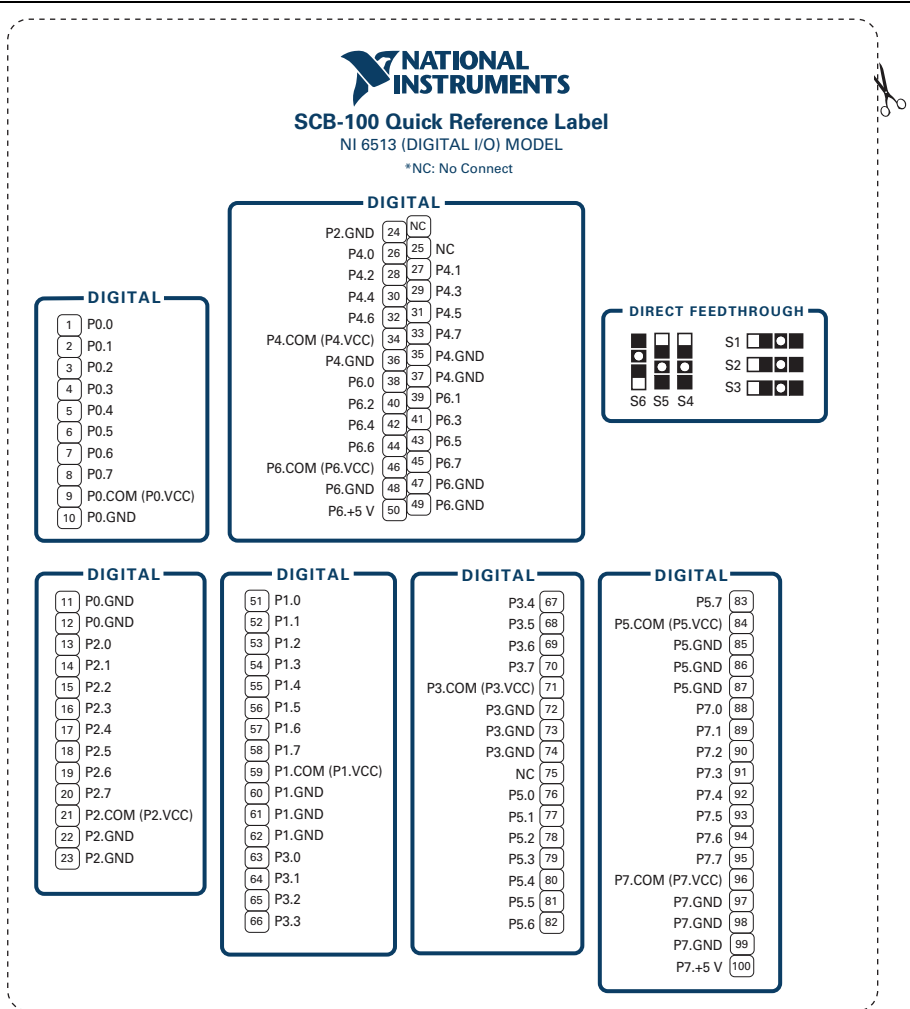 NATIONAL
INSTRUMENTS
SCB-100 Quick Reference Label
NI 6513 (DIGITAL I/O) MODEL
*NC: No Connect
DIGITAL
1 P0.0
2 P0.1
3 P0.2
4 P0.3
5 P0.4
6 P0.5
7 P0.6
8 P0.7
9 P0.COM (P0.VCC)
10 P0.GND
DIGITAL
P2.GND 24 NC
P4.0 26 25 NC
P4.2 28 27 P4.1
P4.4 30 29 P4.3
P4.6 32 31 P4.5
P4.COM (P4.VCC) 34 33 P4.7
P4.GND 36 35 P4.GND
P6.0 38 37 P4.GND
P6.2 40 39 P6.1
P6.4 42 41 P6.3
P6.6 44 43 P6.5
P6.COM (P6.VCC) 46 45 P6.7
P6.GND 48 47 P6.GND
P6.+5 V 50 49 P6.GND
DIRECT FEEDTHROUGH
S1
S2
S3
S6 S5 S4
DIGITAL
11 P0.GND
12 P0.GND
13 P2.0
14 P2.1
15 P2.2
16 P2.3
17 P2.4
18 P2.5
19 P2.6
20 P2.7
21 P2.COM (P2.VCC)
22 P2.GND
23 P2.GND
DIGITAL
51 P1.0
52 P1.1
53 P1.2
54 P1.3
55 P1.4
56 P1.5
57 P1.6
58 P1.7
59 P1.COM (P1.VCC)
60 P1.GND
61 P1.GND
62 P1.GND
63 P3.0
64 P3.1
65 P3.2
66 P3.3
DIGITAL
P3.4 67
P3.5 68
P3.6 69
P3.7 70
P3.COM (P3.VCC) 71
P3.GND 72
P3.GND 73
P3.GND 74
NC 75
P5.0 76
P5.1 77
P5.2 78
P5.3 79
P5.4 80
P5.5 81
P5.6 82
DIGITAL
P5.7 83
P5.COM (P5.VCC) 84
P5.GND 85
P5.GND 86
P5.GND 87
P7.0 88
P7.1 89
P7.2 90
P7.3 91
P7.4 92
P7.5 93
P7.6 94
P7.7 95
P7.COM (P7.VCC) 96
P7.GND 97
P7.GND 98
P7.GND 99
P7.+5 V 100